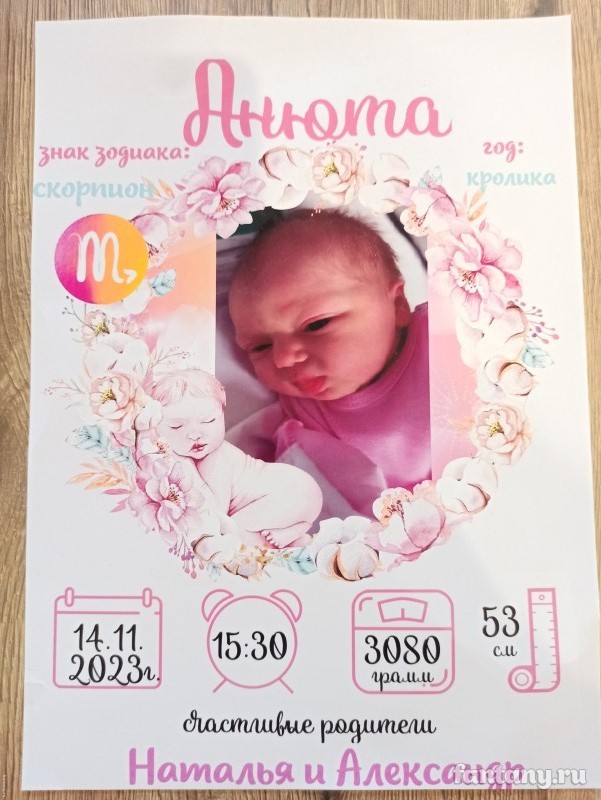 Анюта
знак зодиака:
скорпион
год:
кролика
14.11.
2023г.
15:30
3080
грамм
53
см
счастливые родители
Наталья и Александр
fantany.ru